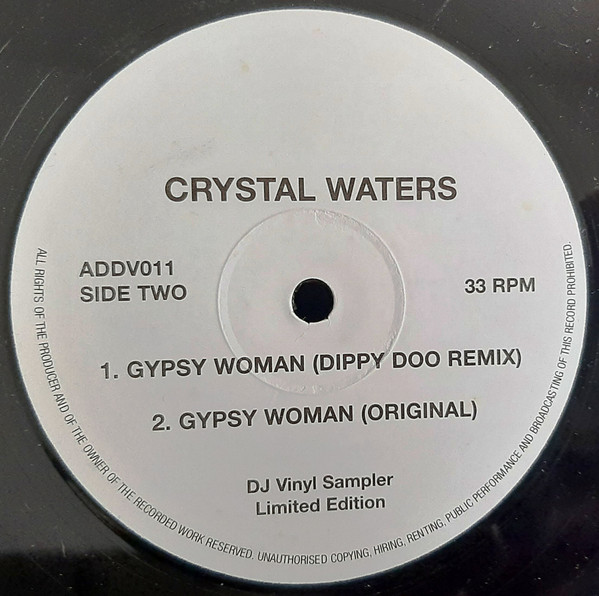 CRYSTAL WATERS
ADDV011
SIDE TWO
33 RPM
1. GYPSY WOMAN (DIPPY DOO REMIX)
2. GYPSY WOMAN (ORIGINAL)
DJ Vinyl Sampler
Limited Edition
ALL RIGHTS OF THE PRODUCER AND OF THE OWNER OF THE RECORDED WORK RESERVED. UNAUTHORISED COPYING, HIRING, RENTING, PUBLIC PERFORMANCE AND BROADCASTING OF THIS RECORD PROHIBITED.